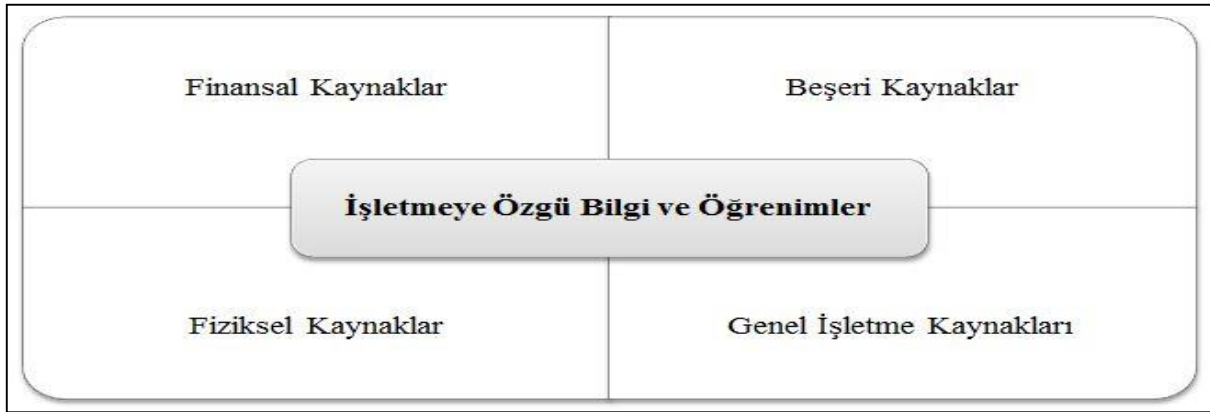 Finansal Kaynaklar
Beşeri Kaynaklar
İşletmeye Özgü Bilgi ve Öğrenimler
Fiziksel Kaynaklar
Genel İşletme Kaynakları